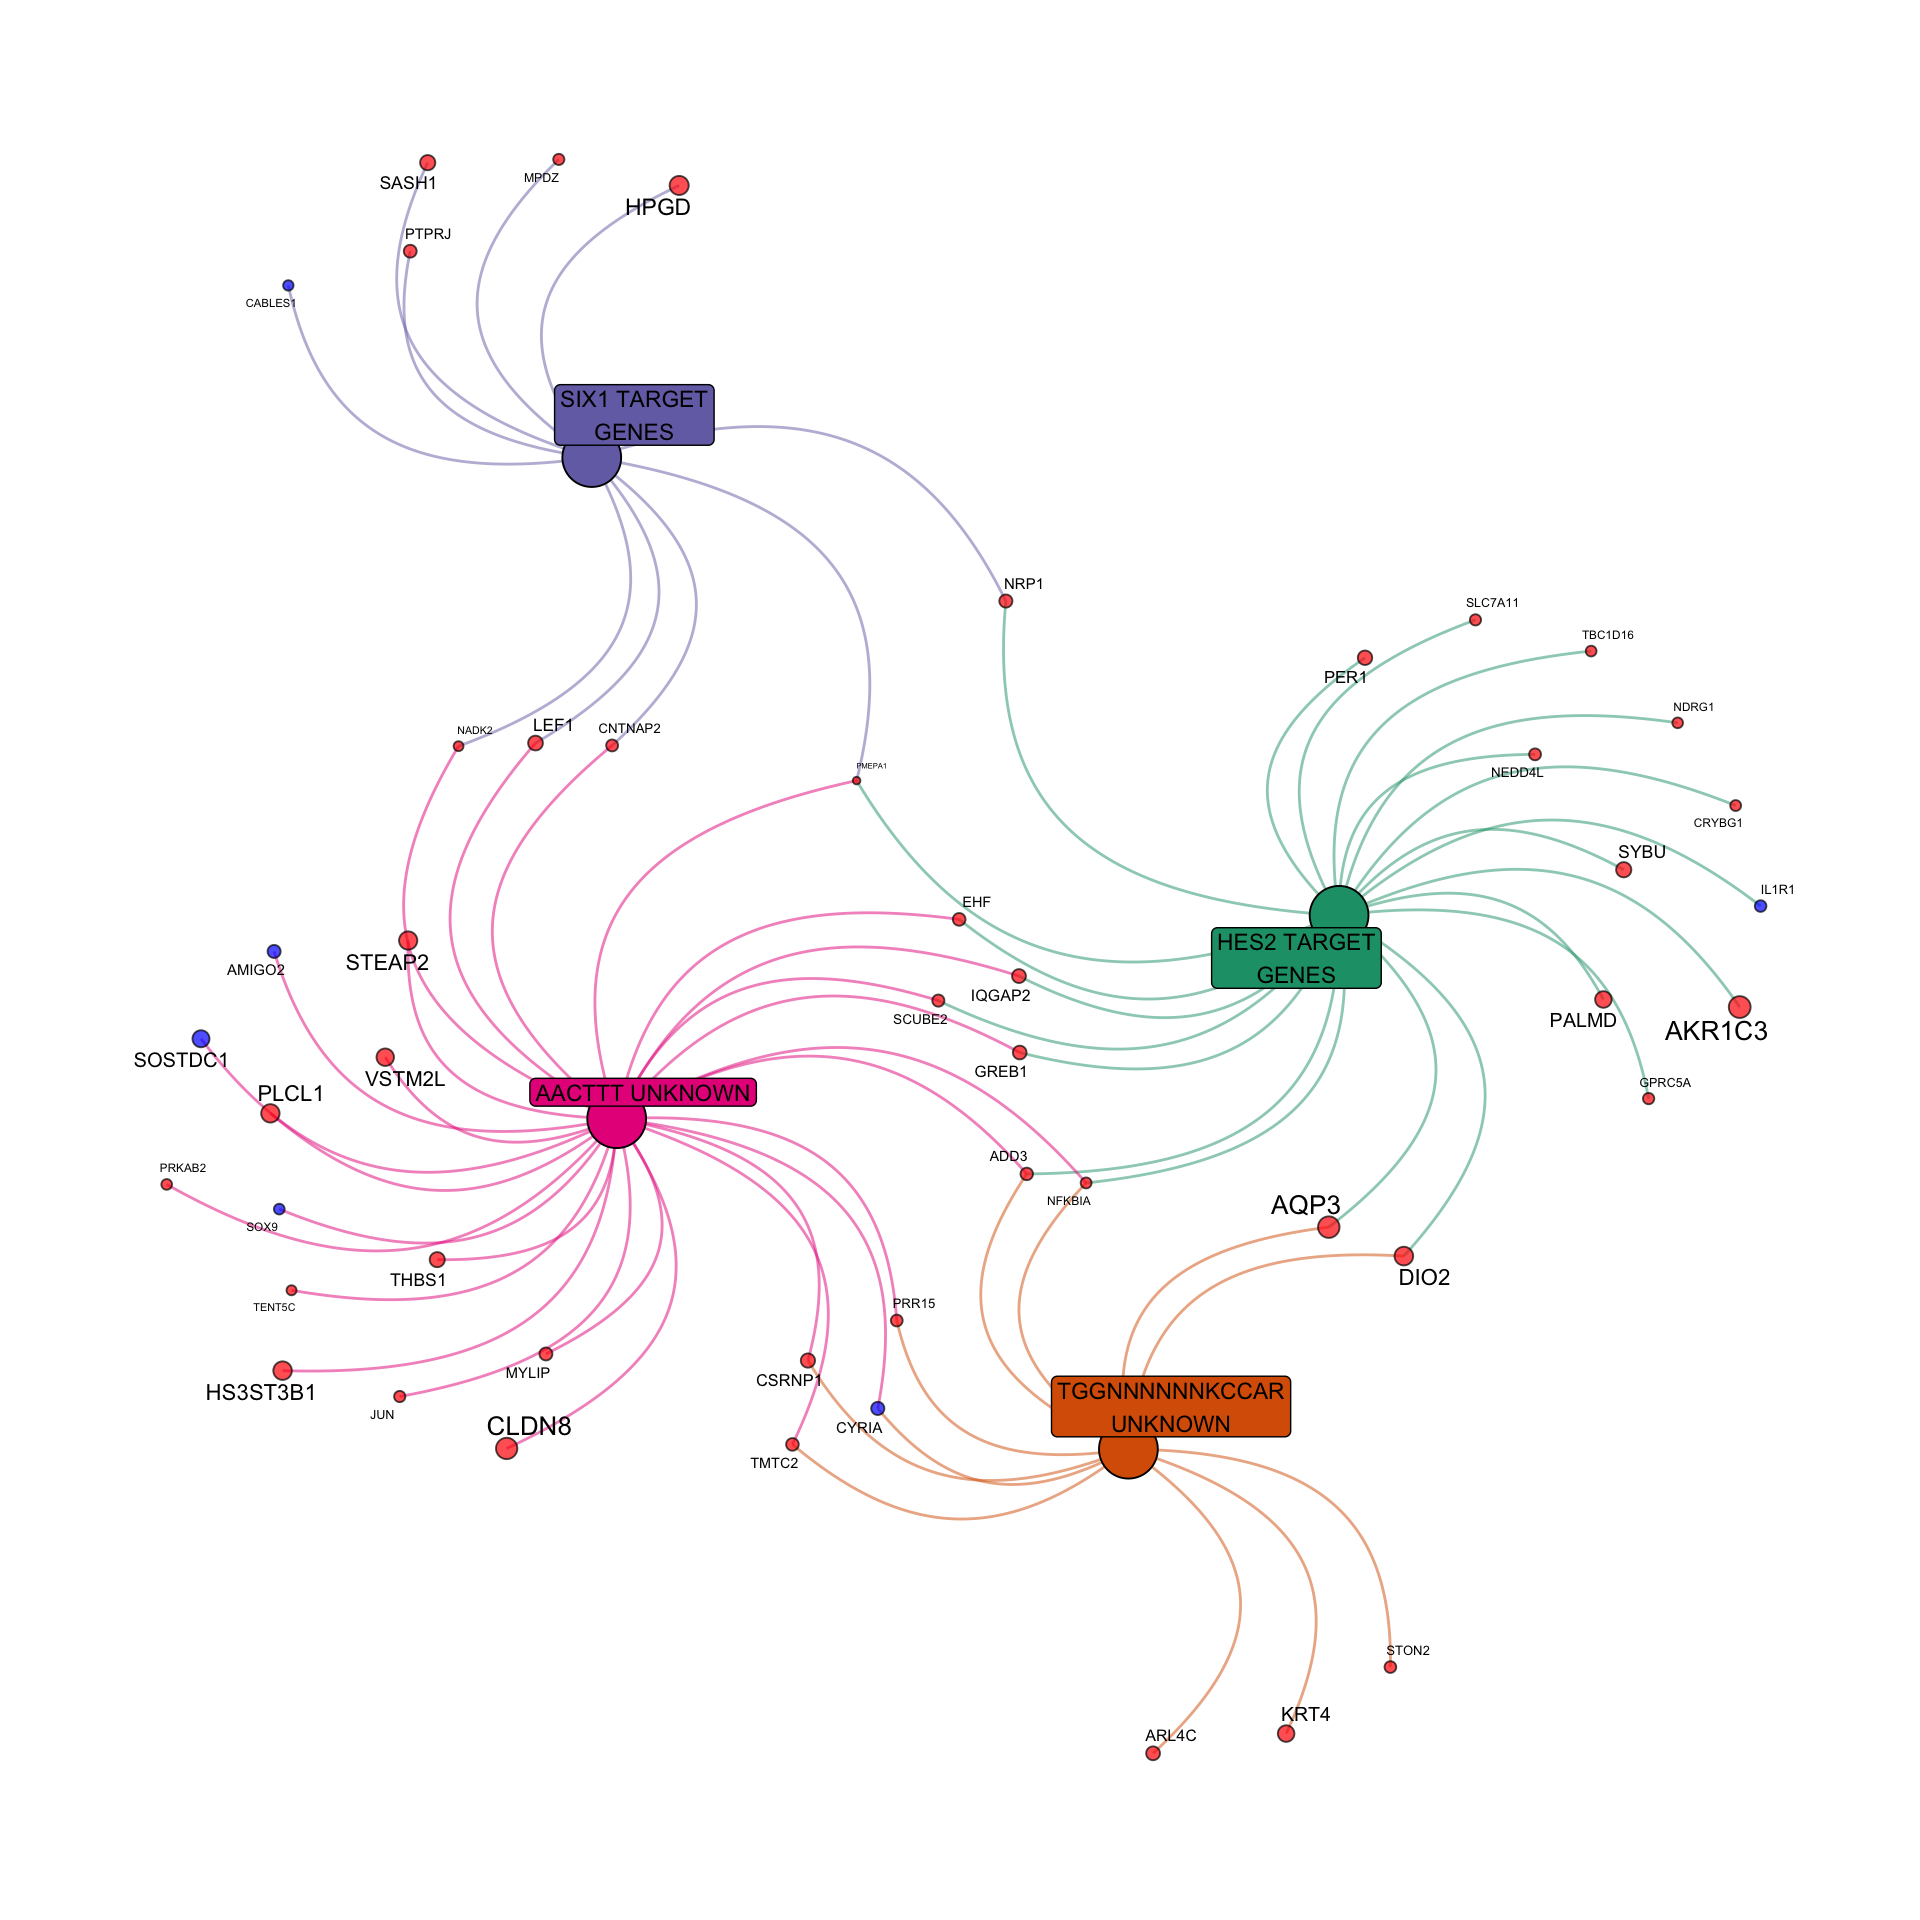 SASH1
MPDZ
HPGD
PTPRJ
CABLES1
SIX1 TARGET
GENES
NRP1
SLC7A11
TBC1D16
PER1
NDRG1
NADK2
LEF1
CNTNAP2
PMEPA1
NEDD4L
CRYBG1
SYBU
IL1R1
EHF
HES2 TARGET
GENES
STEAP2
AMIGO2
IQGAP2
SCUBE2
PALMD
AKR1C3
SOSTDC1
VSTM2L
GREB1
PLCL1
AACTTT UNKNOWN
GPRC5A
ADD3
PRKAB2
NFKBIA
AQP3
SOX9
THBS1
DIO2
TENT5C
PRR15
MYLIP
CSRNP1
HS3ST3B1
TGGNNNNNNKCCAR
UNKNOWN
JUN
CLDN8
CYRIA
TMTC2
STON2
KRT4
ARL4C